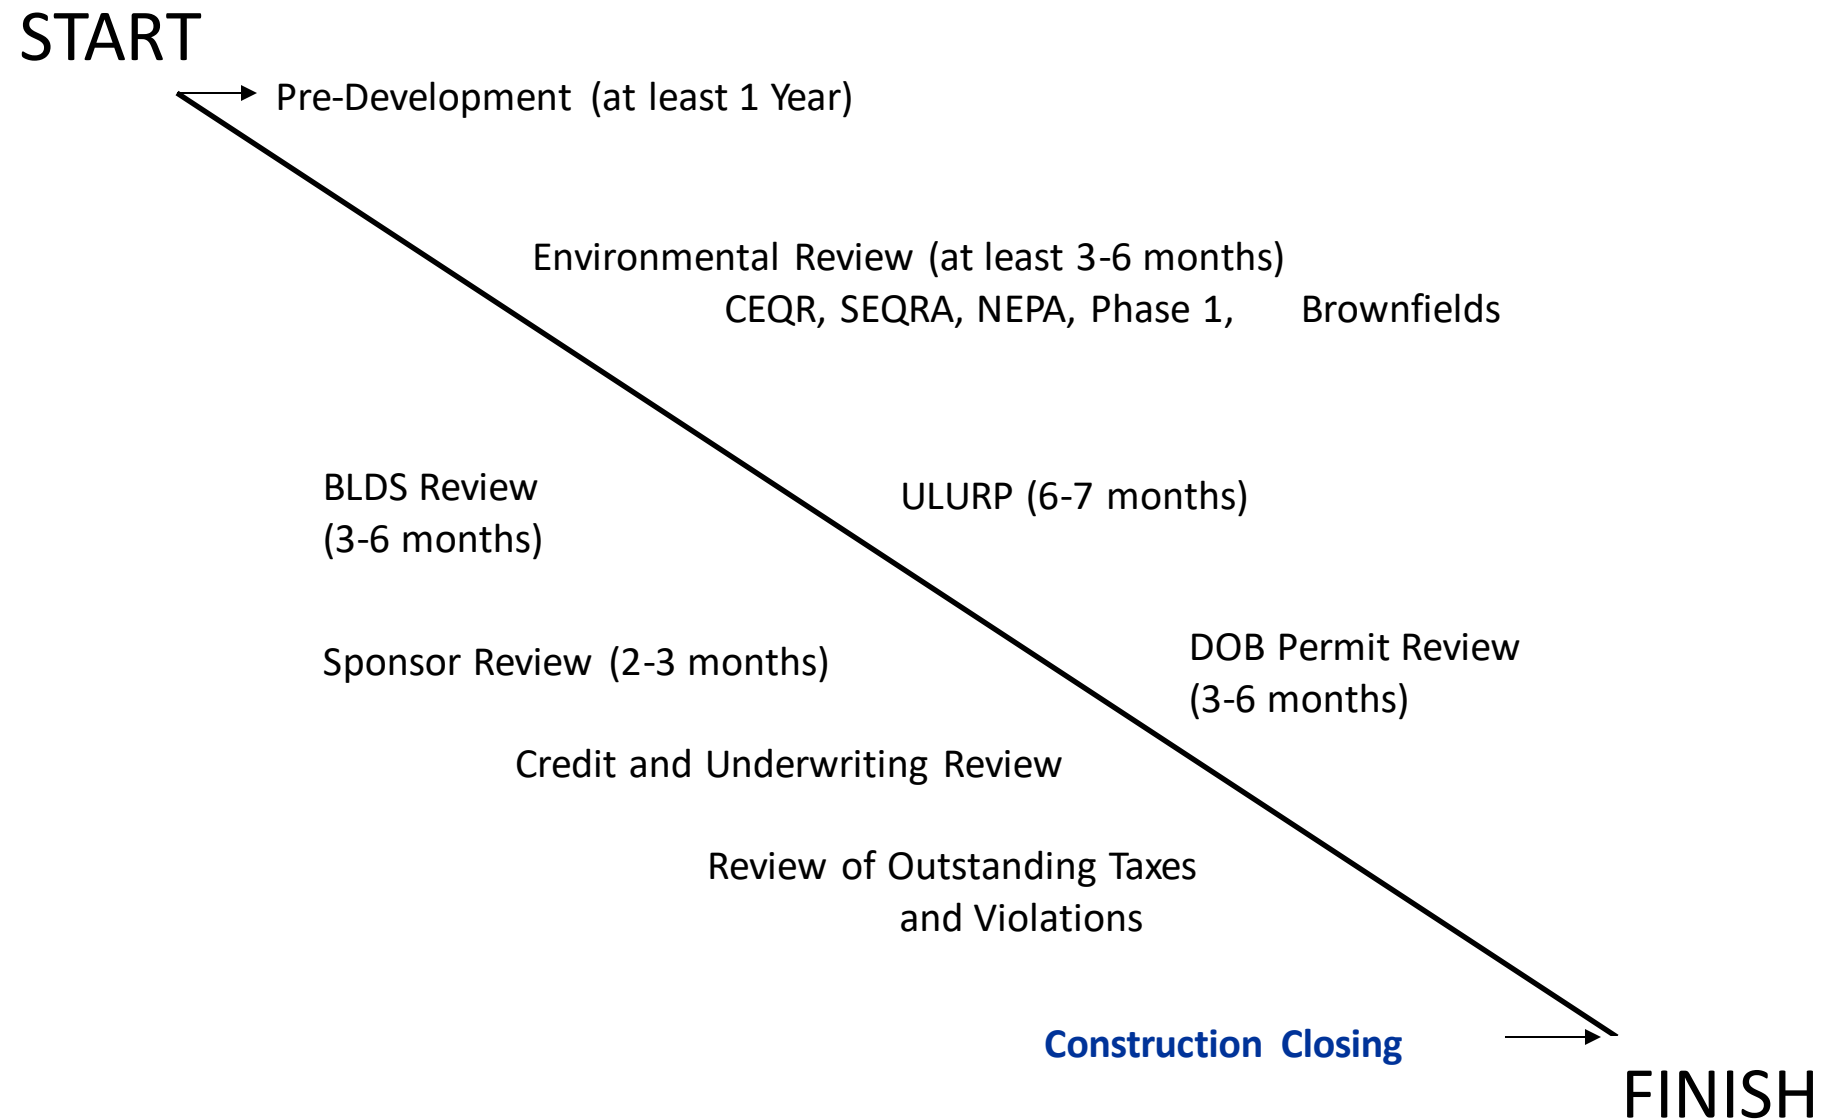 START
Pre-Development (at least 1 Year)
Environmental Review (at least 3-6 months)
CEQR, SEQRA, NEPA, Phase 1, Brownfields
BLDS Review
(3-6 months)
ULURP (6-7 months)
Sponsor Review (2-3 months)
DOB Permit Review
(3-6 months)
Credit and Underwriting Review
Review of Outstanding Taxes
and Violations
Construction Closing
FINISH